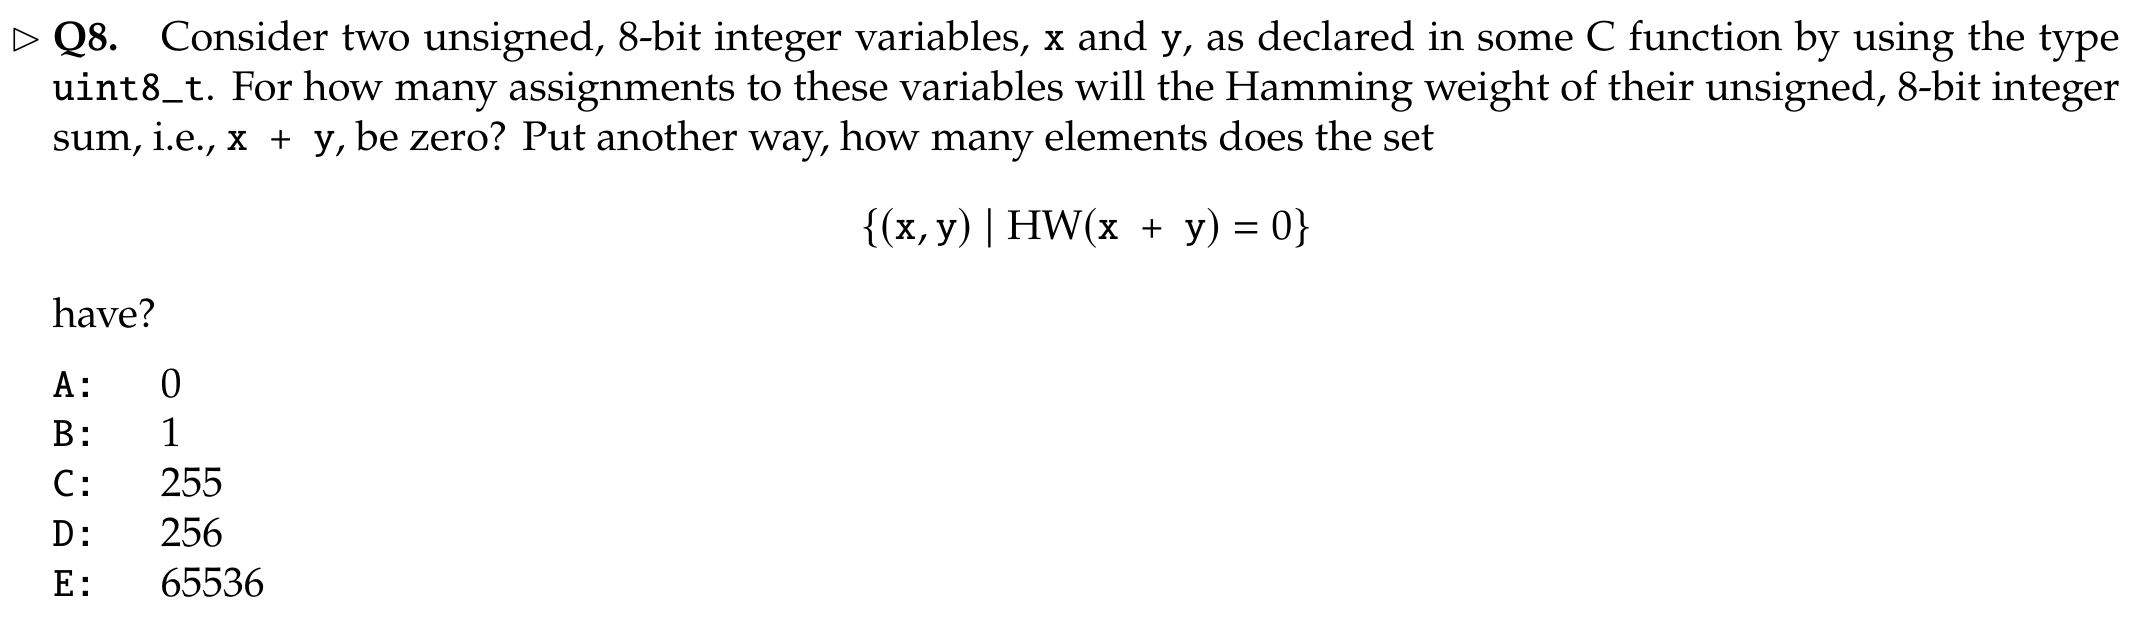 ▷ Q8. Consider two unsigned, 8-bit integer variables, x and y, as declared in some C function by using the type
uint8_t. For how many assignments to these variables will the Hamming weight of their unsigned, 8-bit integer
sum, i.e., x + y, be zero? Put another way, how many elements does the set
{(x, y) | HW(x + y) = 0}
have?
A: 0
B: 1
C: 255
D: 256
E: 65536